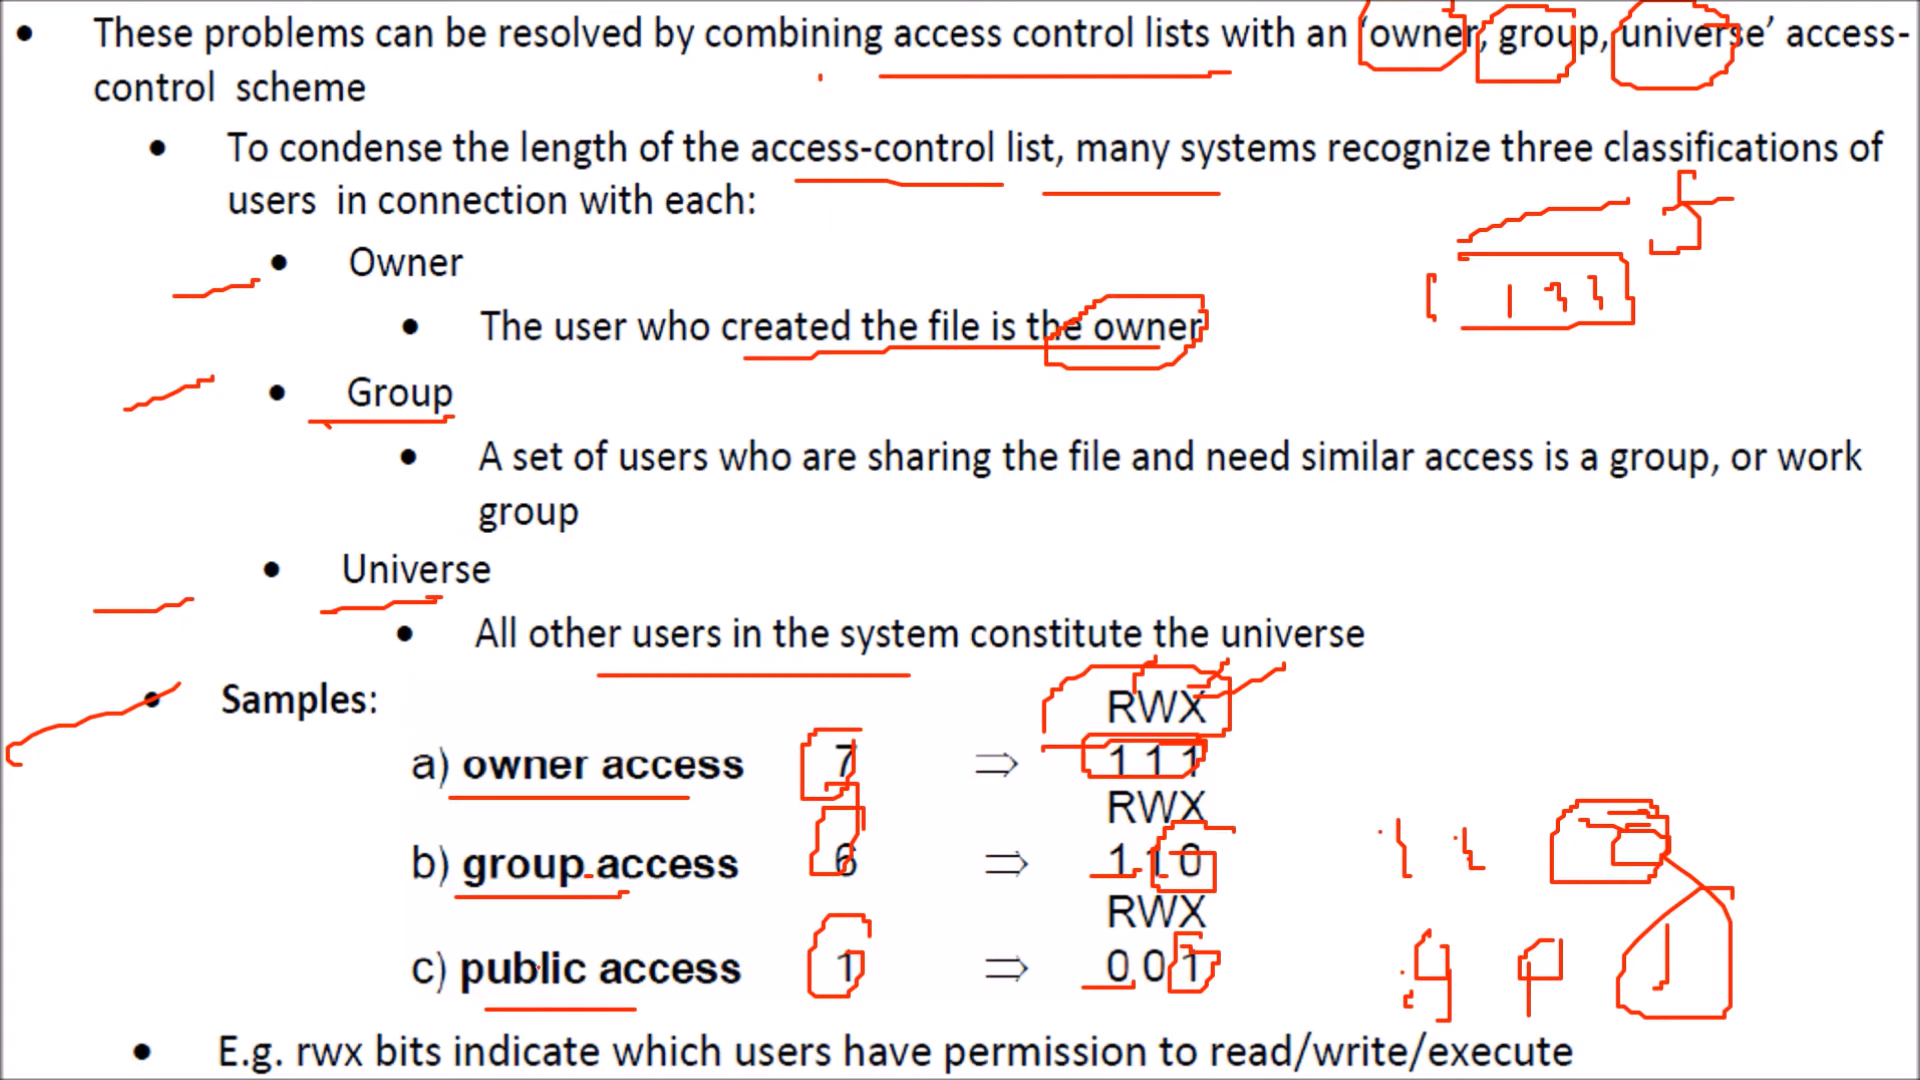 • These problems can be resolved by combining access control lists with an ‘owner, group, universe’ access-
control scheme
• To condense the length of the access-control list, many systems recognize three classifications of
users in connection with each:
• Owner
• The user who created the file is the owner
• Group
• A set of users who are sharing the file and need similar access is a group, or work
group
• Universe
• All other users in the system constitute the universe
• Samples:
RWX
a) owner access 7 ⇒ 1 1 1
RWX
b) group access 6 ⇒ 1 1 0
RWX
c) public access 1 ⇒ 0 0 1
• E.g. rwx bits indicate which users have permission to read/write/execute